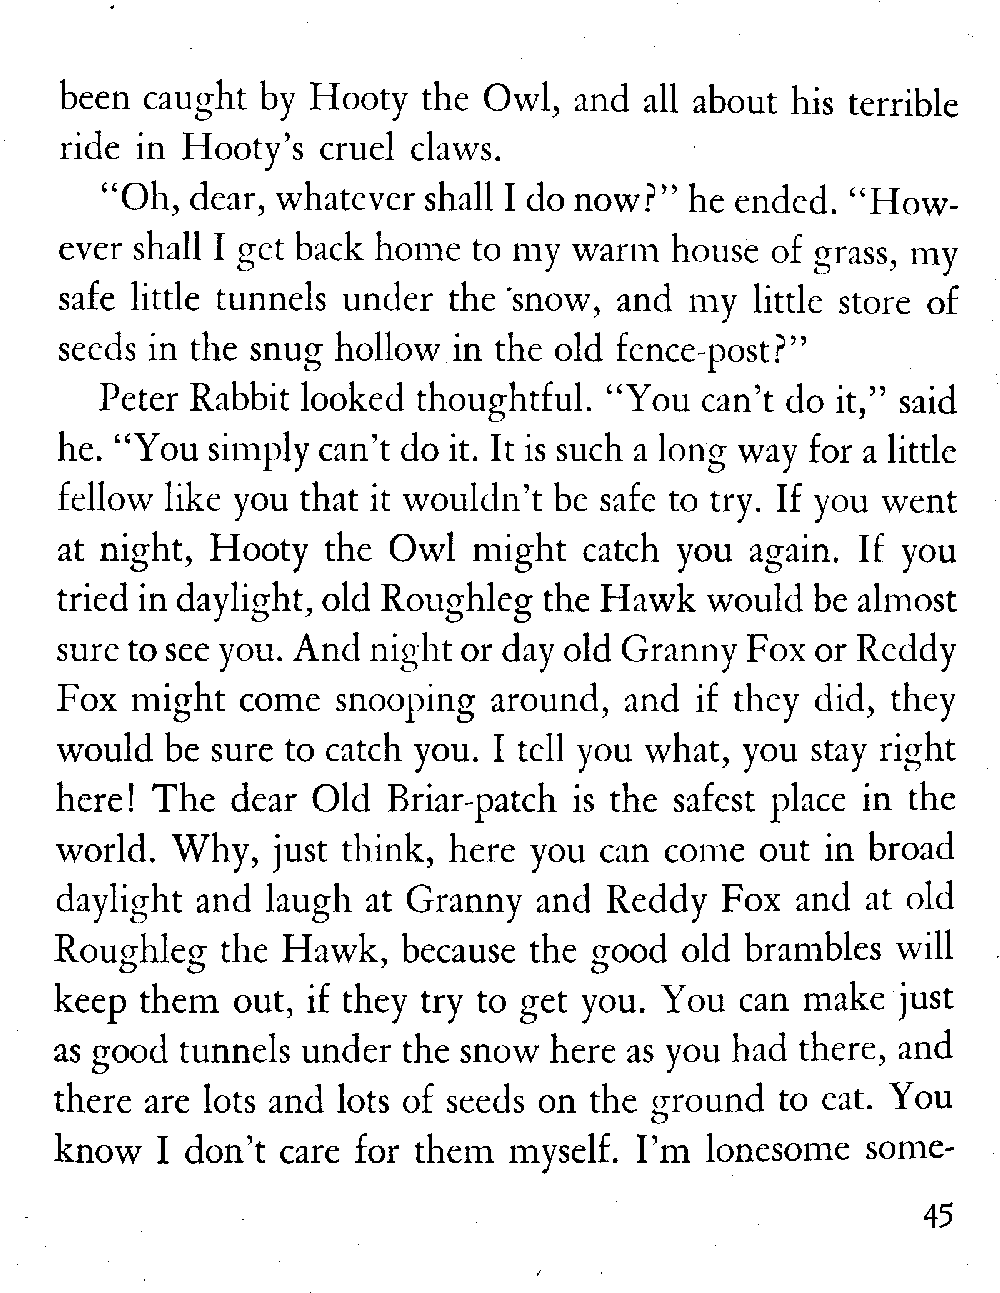 been caught by Hooty the Owl, and all about his terrible
ride in Hooty's cruel claws.
“Oh, dear, whatever shall I do now?” he ended. “How-
ever shall I get back home to my warm house of grass, my
safe little tunnels under the snow, and my little store of
seeds in the snug hollow in the old fence-post?”
Peter Rabbit looked thoughtful. “You can't do it,” said
he. “You simply can't do it. It is such a long way for a little
fellow like you that it wouldn't be safe to try. If you went
at night, Hooty the Owl might catch you again. If you
tried in daylight, old Roughleg the Hawk would be almost
sure to see you. And night or day old Granny Fox or Reddy
Fox might come snooping around, and if they did, they
would be sure to catch you. I tell you what, you stay right
here! The dear Old Briar-patch is the safest place in the
world. Why, just think, here you can come out in broad
daylight and laugh at Granny and Reddy Fox and at old
Roughleg the Hawk, because the good old brambles will
keep them out, if they try to get you. You can make just
as good tunnels under the snow here as you had there, and
there are lots and lots of seeds on the ground to eat. You
know I don't care for them myself. I'm lonesome some-
45